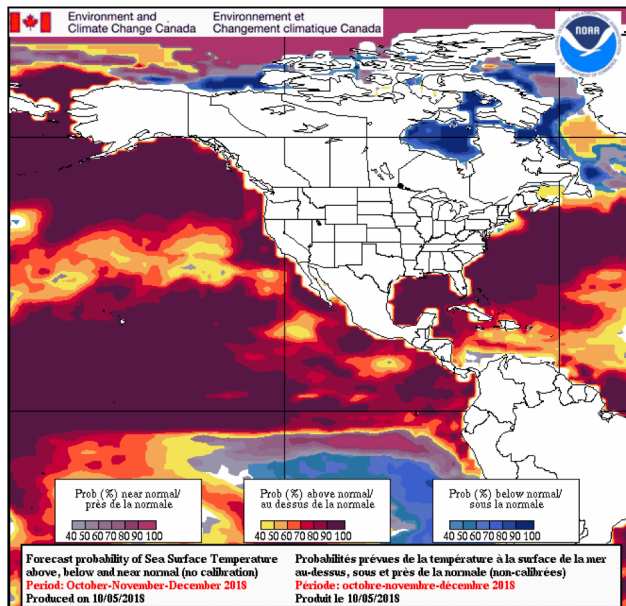 Environment and
Climate Change Canada
Environnement et
Changement climatique Canada
NOAA
Prob (%) near normal/
près de la normale
40 50 60 70 80 90 100
Prob (%) above normal/
au dessus de la normale
40 50 60 70 80 90 100
Prob (%) below normal/
sous la normale
40 50 60 70 80 90 100
Forecast probability of Sea Surface Temperature
above, below and near normal (no calibration)
Period: October-November-December 2018
Produced on 10/05/2018
Probabilités prévues de la température à la surface de la mer
au-dessus, sous et près de la normale (non-calibrées)
Période: octobre-novembre-décembre 2018
Produit le 10/05/2018